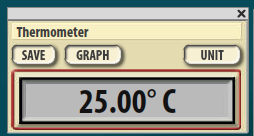 Thermometer
SAVE GRAPH UNIT
25.00° C